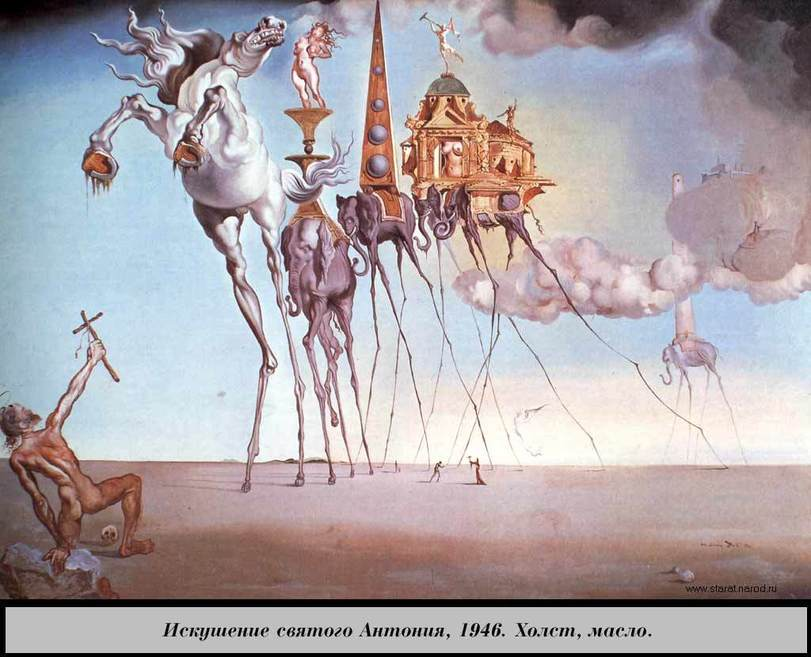 www.starat.narod.ru
Искушение святого Антония, 1946. Холст, масло.